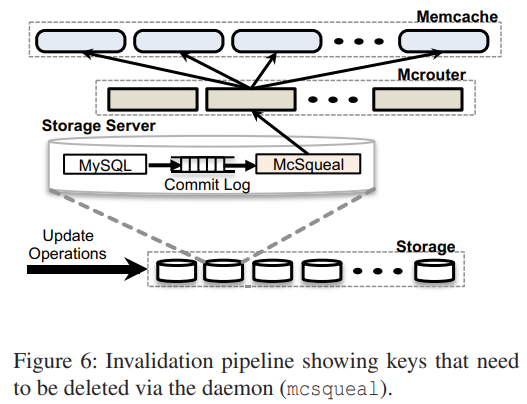 Memcache
Mcrouter
Storage Server
MySQL
McSqueal
Commit Log
Update
Operations
Storage
Figure 6: Invalidation pipeline showing keys that need
to be deleted via the daemon (mcsqueal).